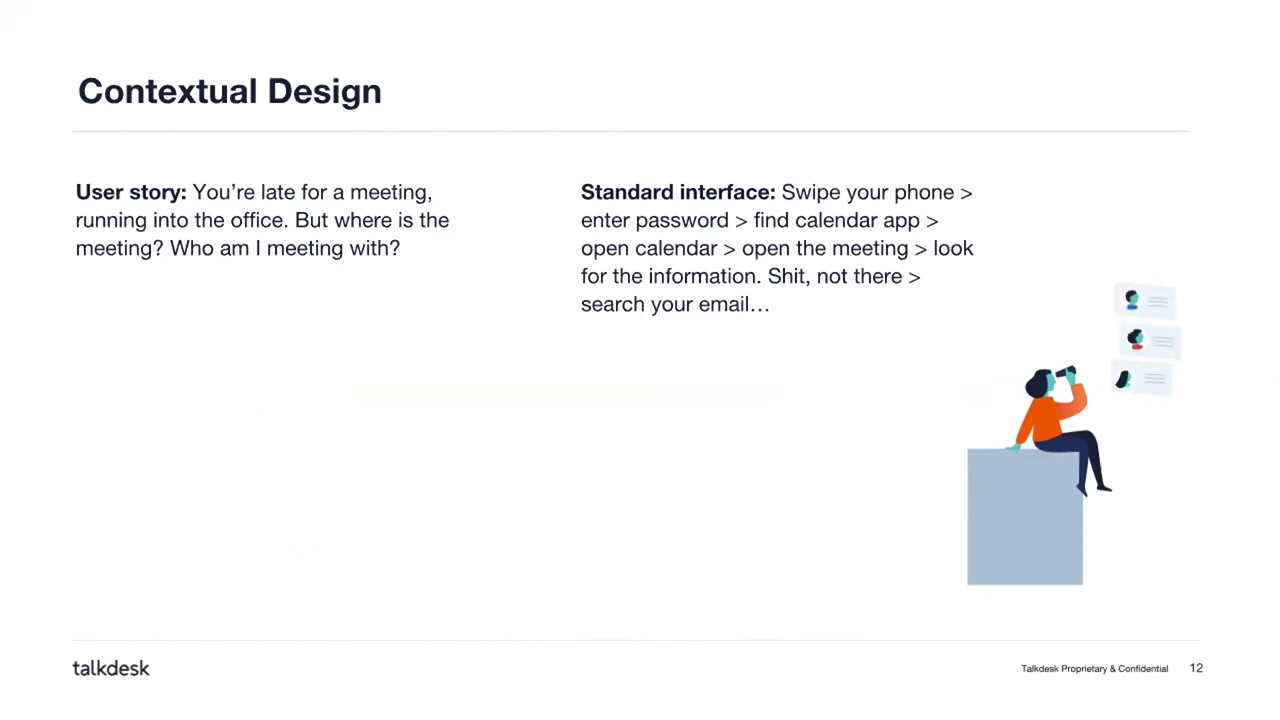 Contextual Design
User story: You’re late for a meeting,
running into the office. But where is the
meeting? Who am I meeting with?
Standard interface: Swipe your phone >
enter password > find calendar app >
open calendar > open the meeting > look
for the information. Shit, not there >
search your email…
talkdesk
Talkdesk Proprietary & Confidential
12